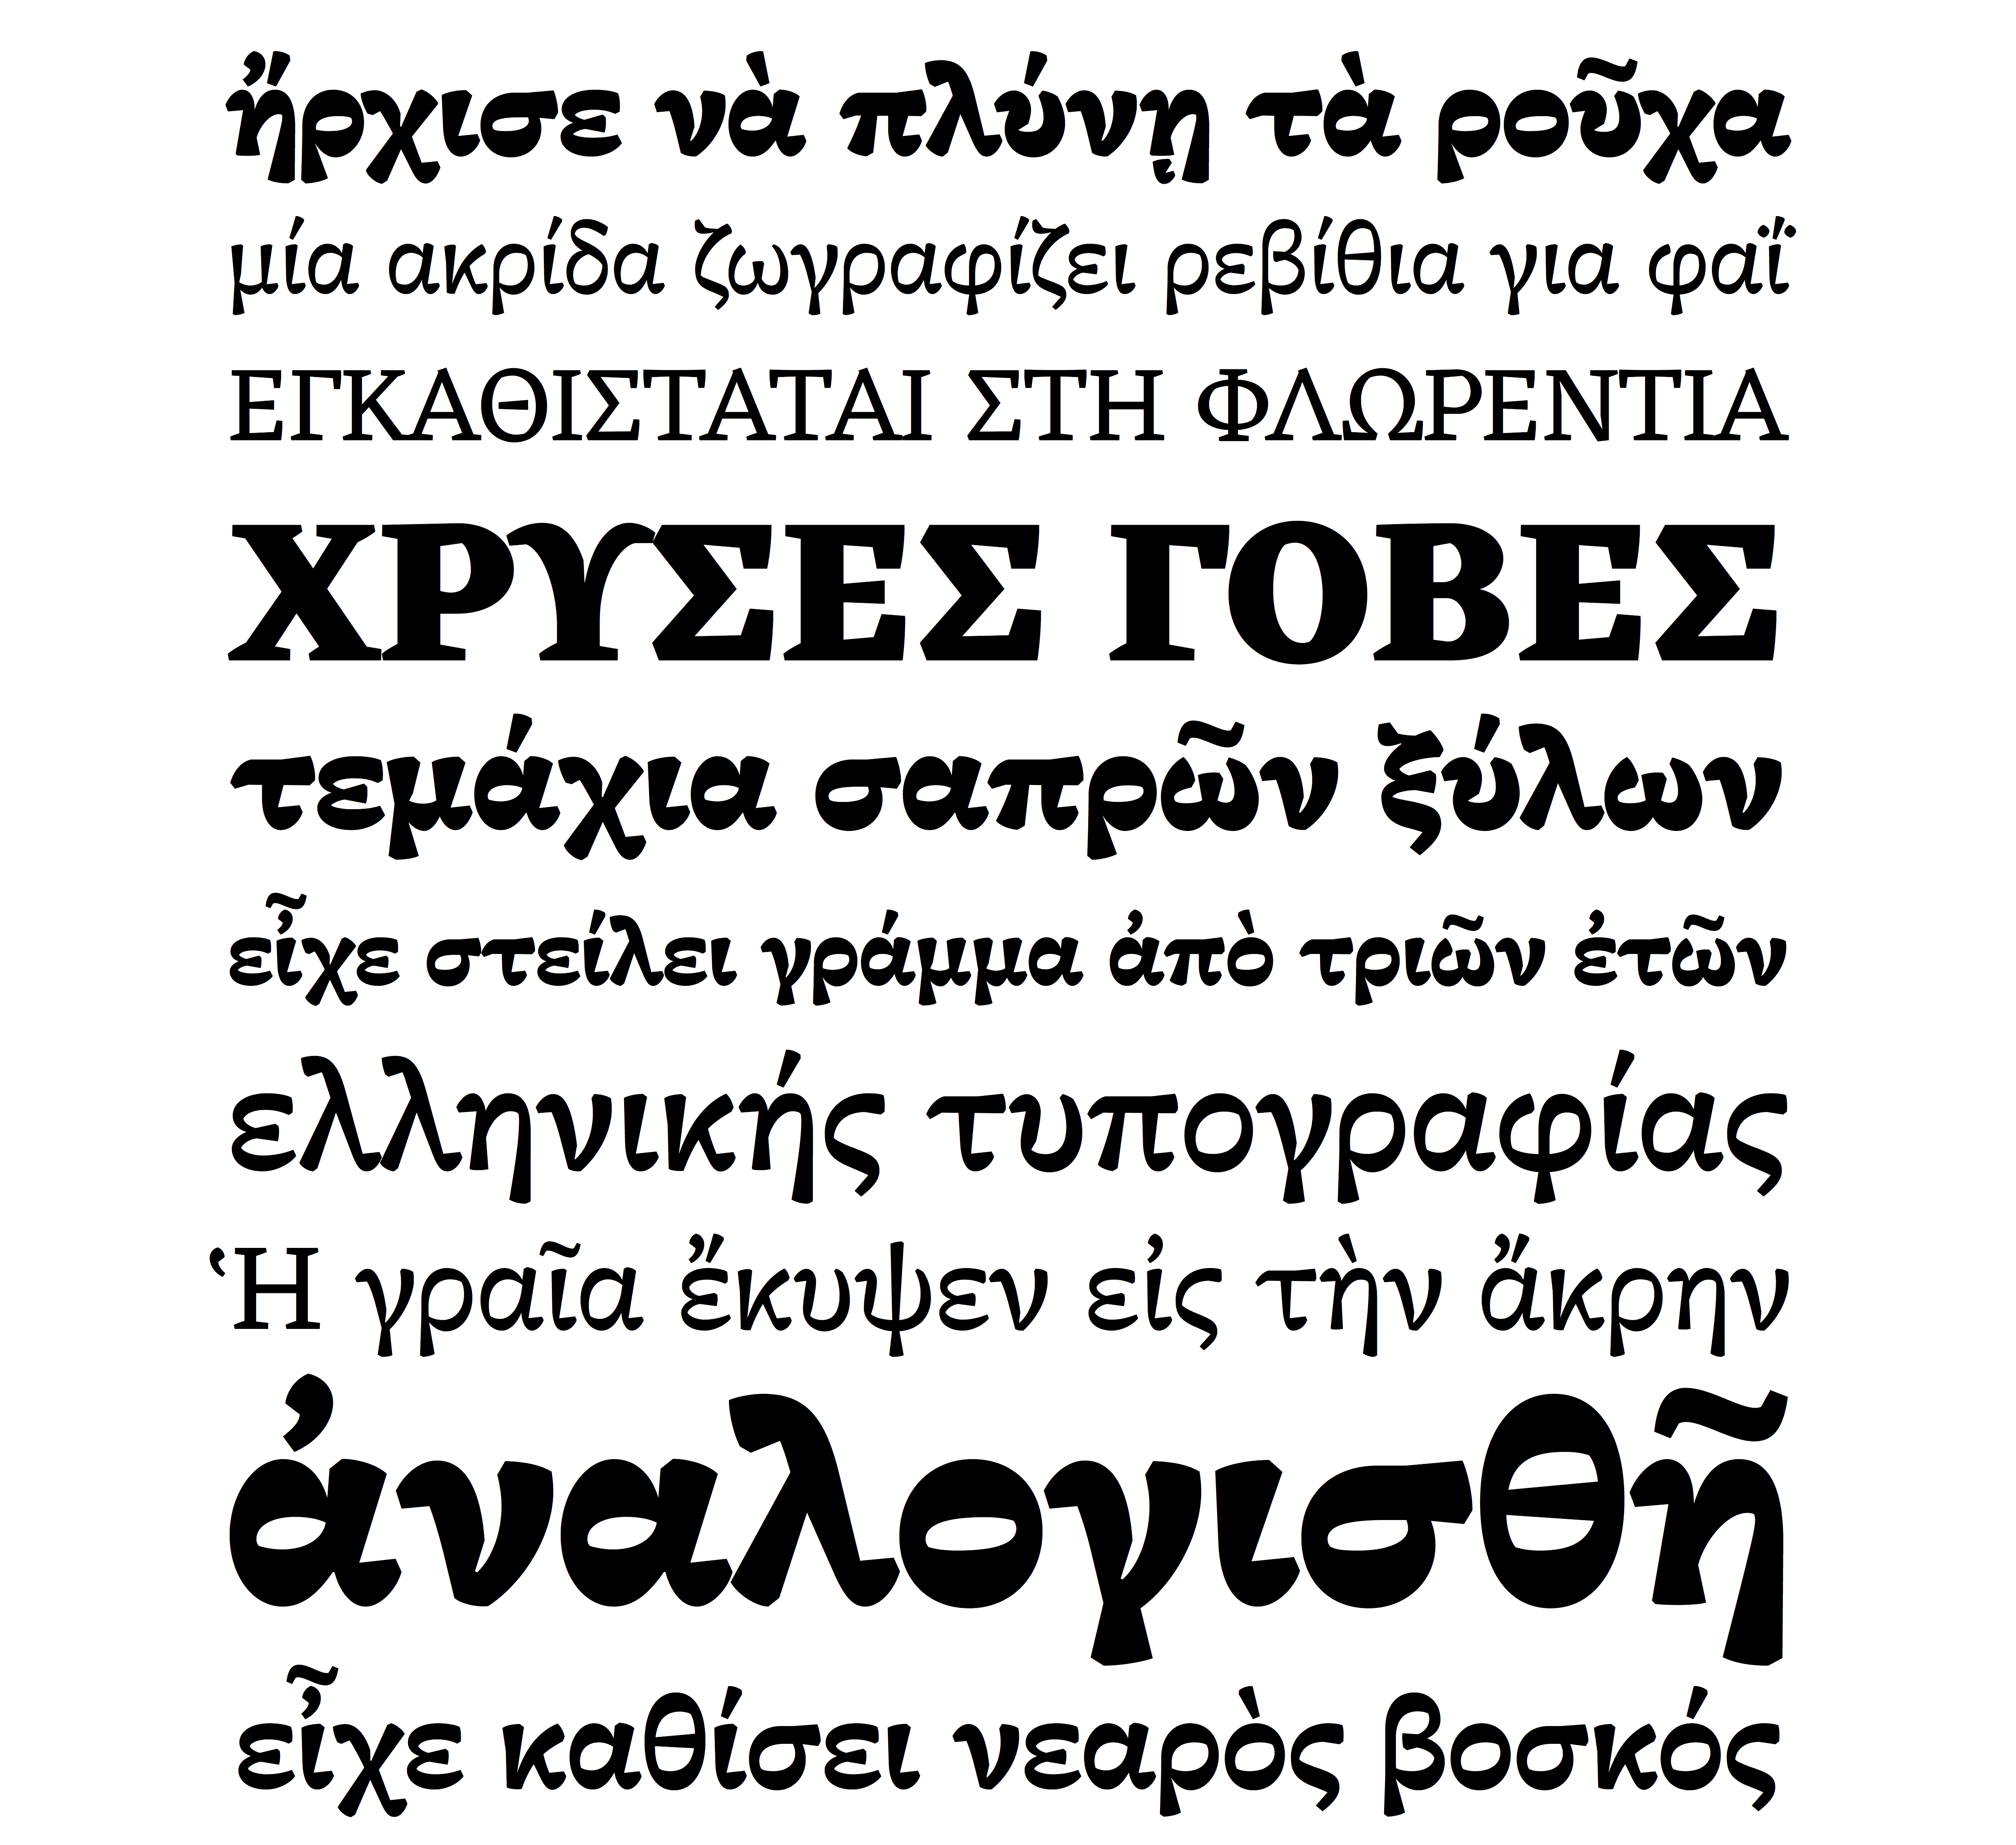 ἤρχισε νὰ πλύνῃ τὰ ροῦχα
μία ακρίδα ζωγραφίζει ρεβίθια για φαΐ
ΕΓΚΑΘΙΣΤΑΤΑΙ ΣΤΗ ΦΛΩΡΕΝΤΙΑ
ΧΡΥΣΕΣ ΓΟΒΕΣ
τεμάχια σαπρῶν ξύλων
εἶχε στείλει γράμμα ἀπὸ τριῶν ἐτῶν
ελληνικής τυπογραφίας
Ἡ γραῖα ἔκυψεν εἰς τὴν ἄκρην
ἀναλογισθῆ
εἶχε καθίσει νεαρὸς βοσκός